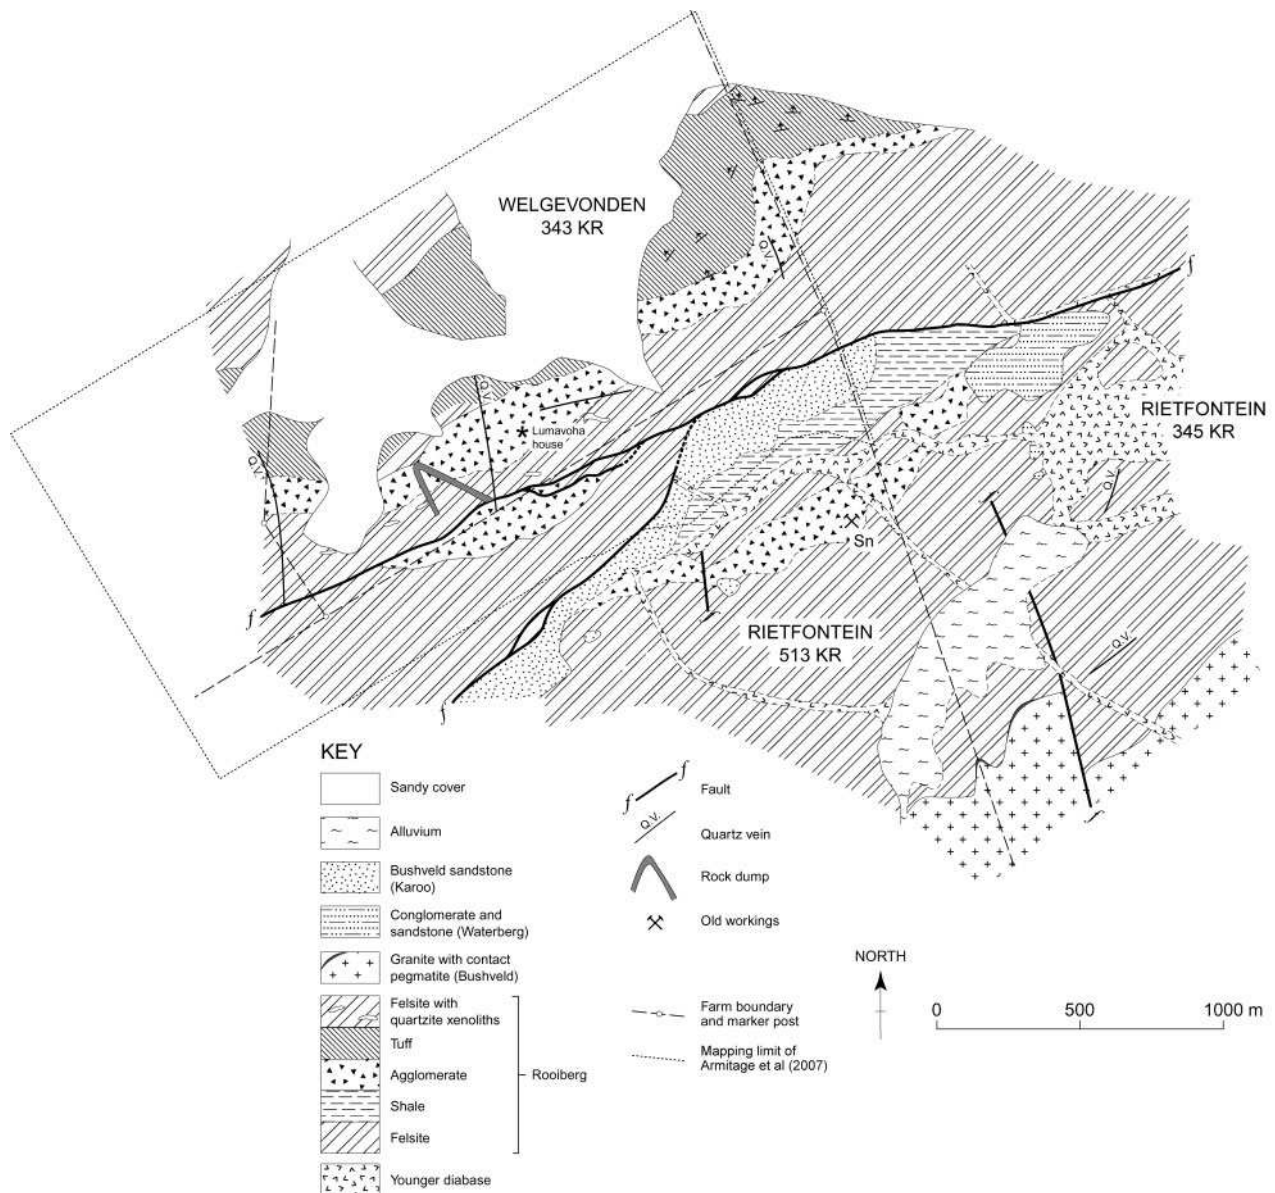 WELGEVONDEN
343 KR
Q.V.
f
RIETFONTEIN
345 KR
Q.V.
Lumavoha
house
Q.V.
Q.V.
f
Sn
f
f
RIETFONTEIN
513 KR
f
Q.V.
f
f
KEY
Sandy cover
Alluvium
Bushveld sandstone
(Karoo)
Conglomerate and
sandstone (Waterberg)
Granite with contact
pegmatite (Bushveld)
Felsite with
quartzite xenoliths
Tuff
Agglomerate
Shale
Felsite
Rooiberg
Younger diabase
f f
Fault
Q.V.
Quartz vein
Rock dump
Old workings
Farm boundary
and marker post
Mapping limit of
Armitage et al (2007)
NORTH
0 500 1000 m